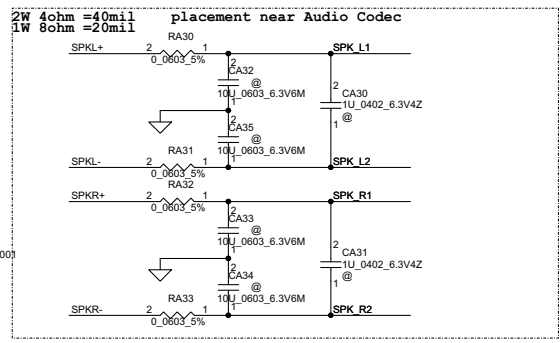 2W 4ohm =40mil placement near Audio Codec
1W 8ohm =20mil
RA30
SPKL+ 2 1 SPK_L1
0_0603_5%
2
CA32
@
10U_0603_6.3V6M
1
2
CA30
1U_0402_6.3V4Z
@
1
2
CA35
@
10U_0603_6.3V6M
1
RA31
SPKL- 2 1 SPK_L2
0_0603_5%
RA32
SPKR+ 2 1 SPK_R1
0_0603_5%
2
CA33
@
10U_0603_6.3V6M
1
2
CA31
1U_0402_6.3V4Z
@
1
2
CA34
@
10U_0603_6.3V6M
1
RA33
SPKR- 2 1 SPK_R2
0_0603_5%
001